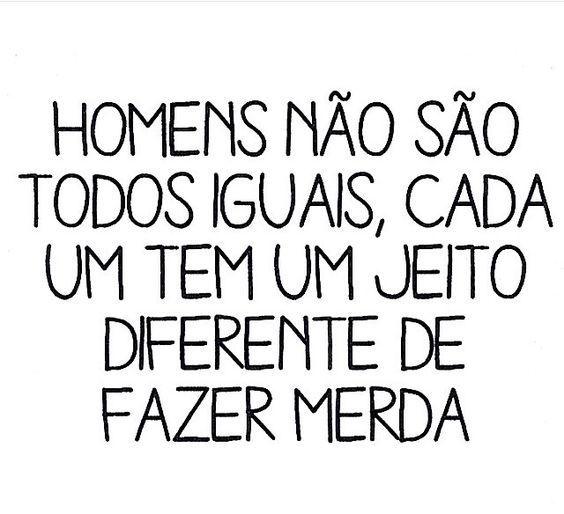 HOMENS NÃO SÃO
TODOS IGUAIS, CADA
UM TEM UM JEITO
DIFERENTE DE
FAZER MERDA